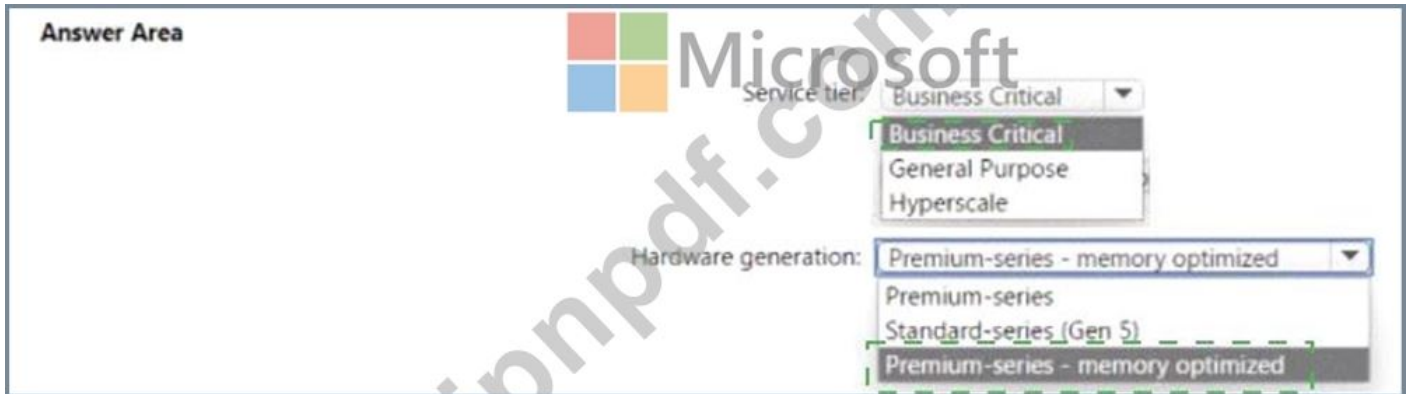 Answer Area
Microsoft
Service tier: Business Critical
Business Critical
General Purpose
Hyperscale
Hardware generation: Premium-series - memory optimized
Premium-series
Standard-series (Gen 5)
Premium-series - memory optimized